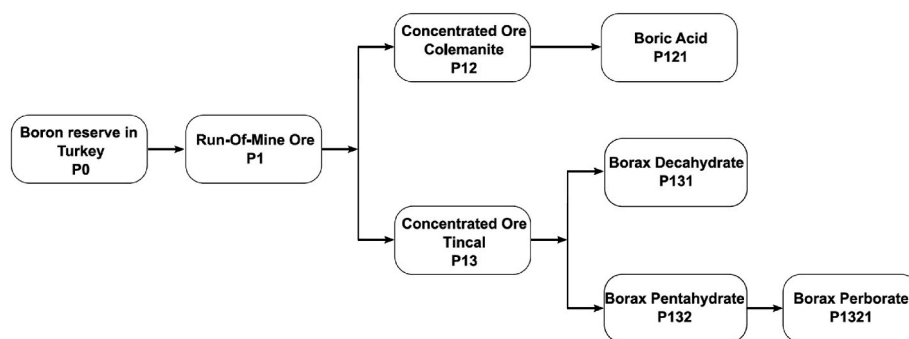 Boron reserve in
Turkey
P0
Run-Of-Mine Ore
P1
Concentrated Ore
Colemanite
P12
Boric Acid
P121
Concentrated Ore
Tincal
P13
Borax Decahydrate
P131
Borax Pentahydrate
P132
Borax Perborate
P1321